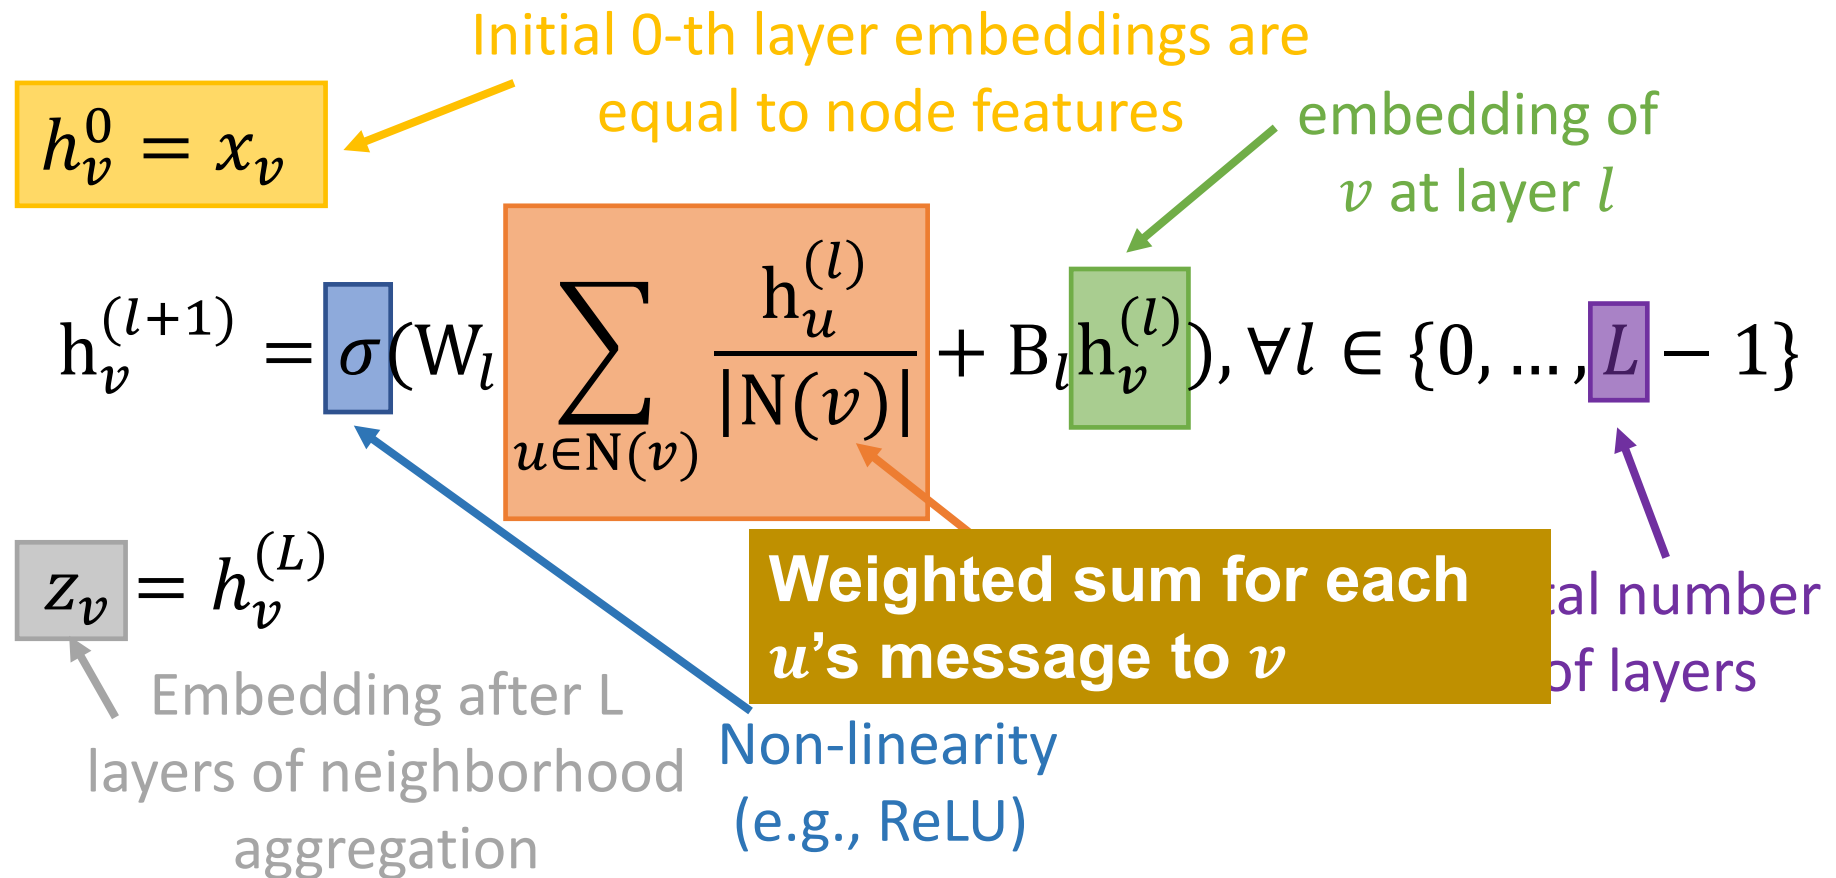 Initial 0-th layer embeddings are
equal to node features
h_v^0 = x_v
embedding of
v at layer l
h_v^{(l+1)} = σ(W_l ∑_{u∈N(v)} h_u^{(l)} / |N(v)| + B_l h_v^{(l)}), ∀l ∈ {0, …, L − 1}
z_v = h_v^{(L)}
Weighted sum for each
u’s message to v
number
of layers
Embedding after L
layers of neighborhood
aggregation
Non-linearity
(e.g., ReLU)